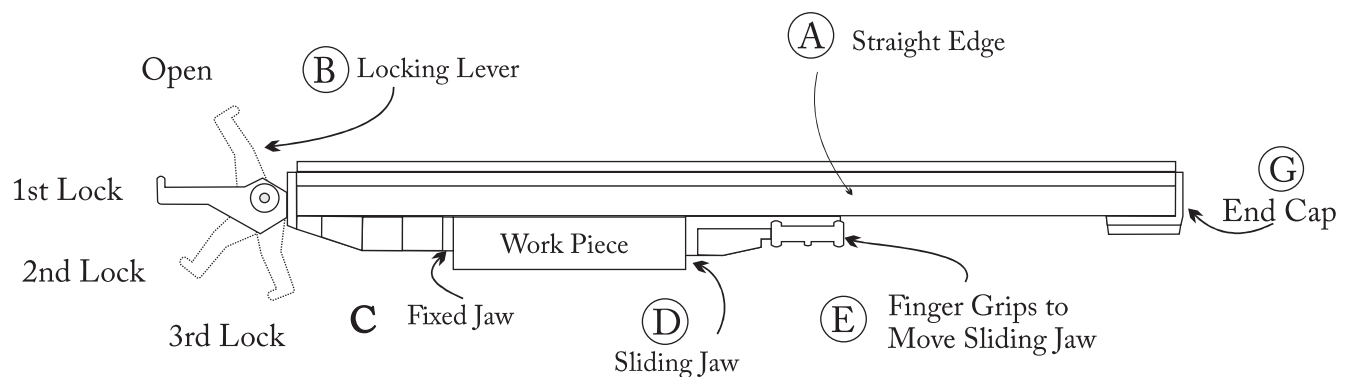 A Straight Edge
Open
B Locking Lever
1st Lock
G
End Cap
Work Piece
2nd Lock
C Fixed Jaw
3rd Lock
D
Sliding Jaw
E Finger Grips to
Move Sliding Jaw